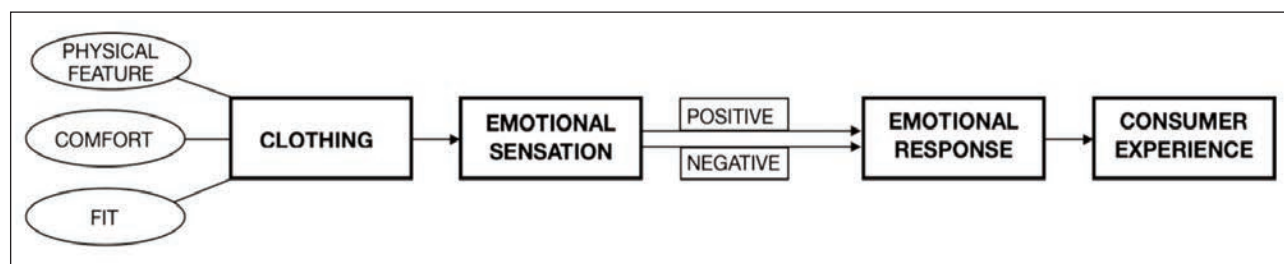 PHYSICAL
FEATURE
COMFORT
FIT
CLOTHING
EMOTIONAL
SENSATION
POSITIVE
NEGATIVE
EMOTIONAL
RESPONSE
CONSUMER
EXPERIENCE